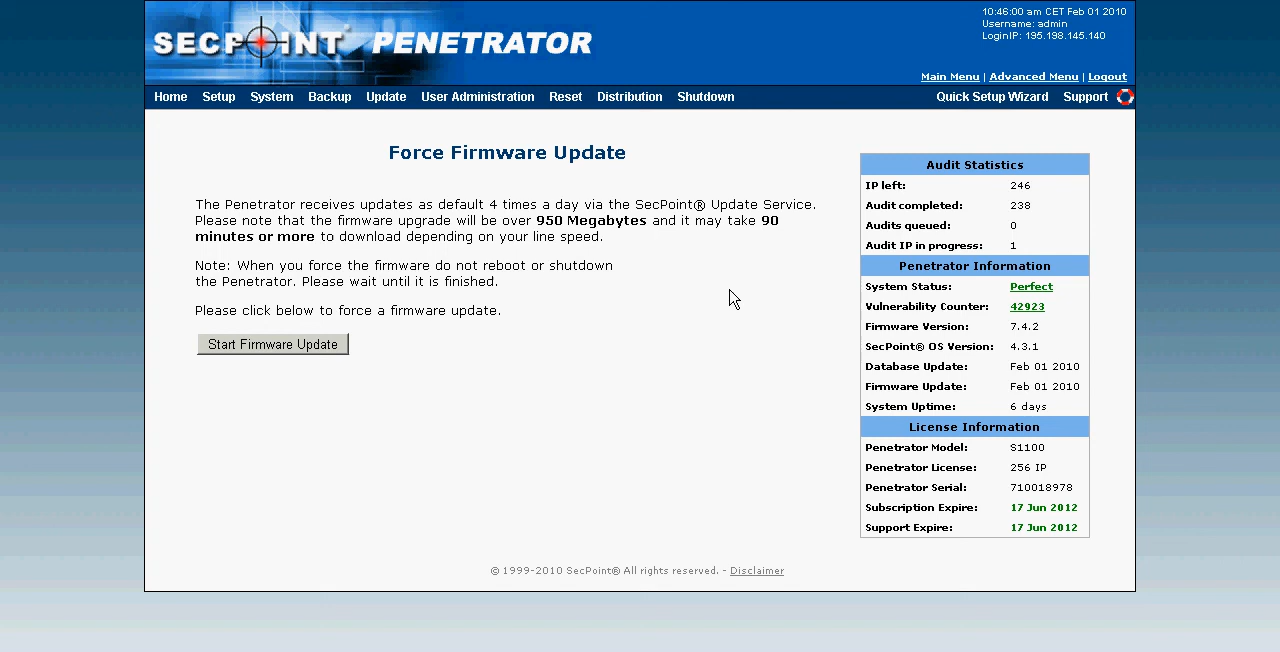 SECPOINT® PENETRATOR
10:46:00 am CET Feb 01 2010
Username: admin
LoginIP: 195.198.145.140
Main Menu | Advanced Menu | Logout
Home Setup System Backup Update User Administration Reset Distribution Shutdown Quick Setup Wizard Support
Force Firmware Update
The Penetrator receives updates as default 4 times a day via the SecPoint® Update Service.
Please note that the firmware upgrade will be over 950 Megabytes and it may take 90
minutes or more to download depending on your line speed.
Note: When you force the firmware do not reboot or shutdown
the Penetrator. Please wait until it is finished.
Please click below to force a firmware update.
Start Firmware Update
Audit Statistics
IP left: 246
Audit completed: 238
Audits queued: 0
Audit IP in progress: 1
Penetrator Information
System Status: Perfect
Vulnerability Counter: 42923
Firmware Version: 7.4.2
SecPoint® OS Version: 4.3.1
Database Update: Feb 01 2010
Firmware Update: Feb 01 2010
System Uptime: 6 days
License Information
Penetrator Model: S1100
Penetrator License: 256 IP
Penetrator Serial: 710018978
Subscription Expire: 17 Jun 2012
Support Expire: 17 Jun 2012
© 1999-2010 SecPoint® All rights reserved. - Disclaimer